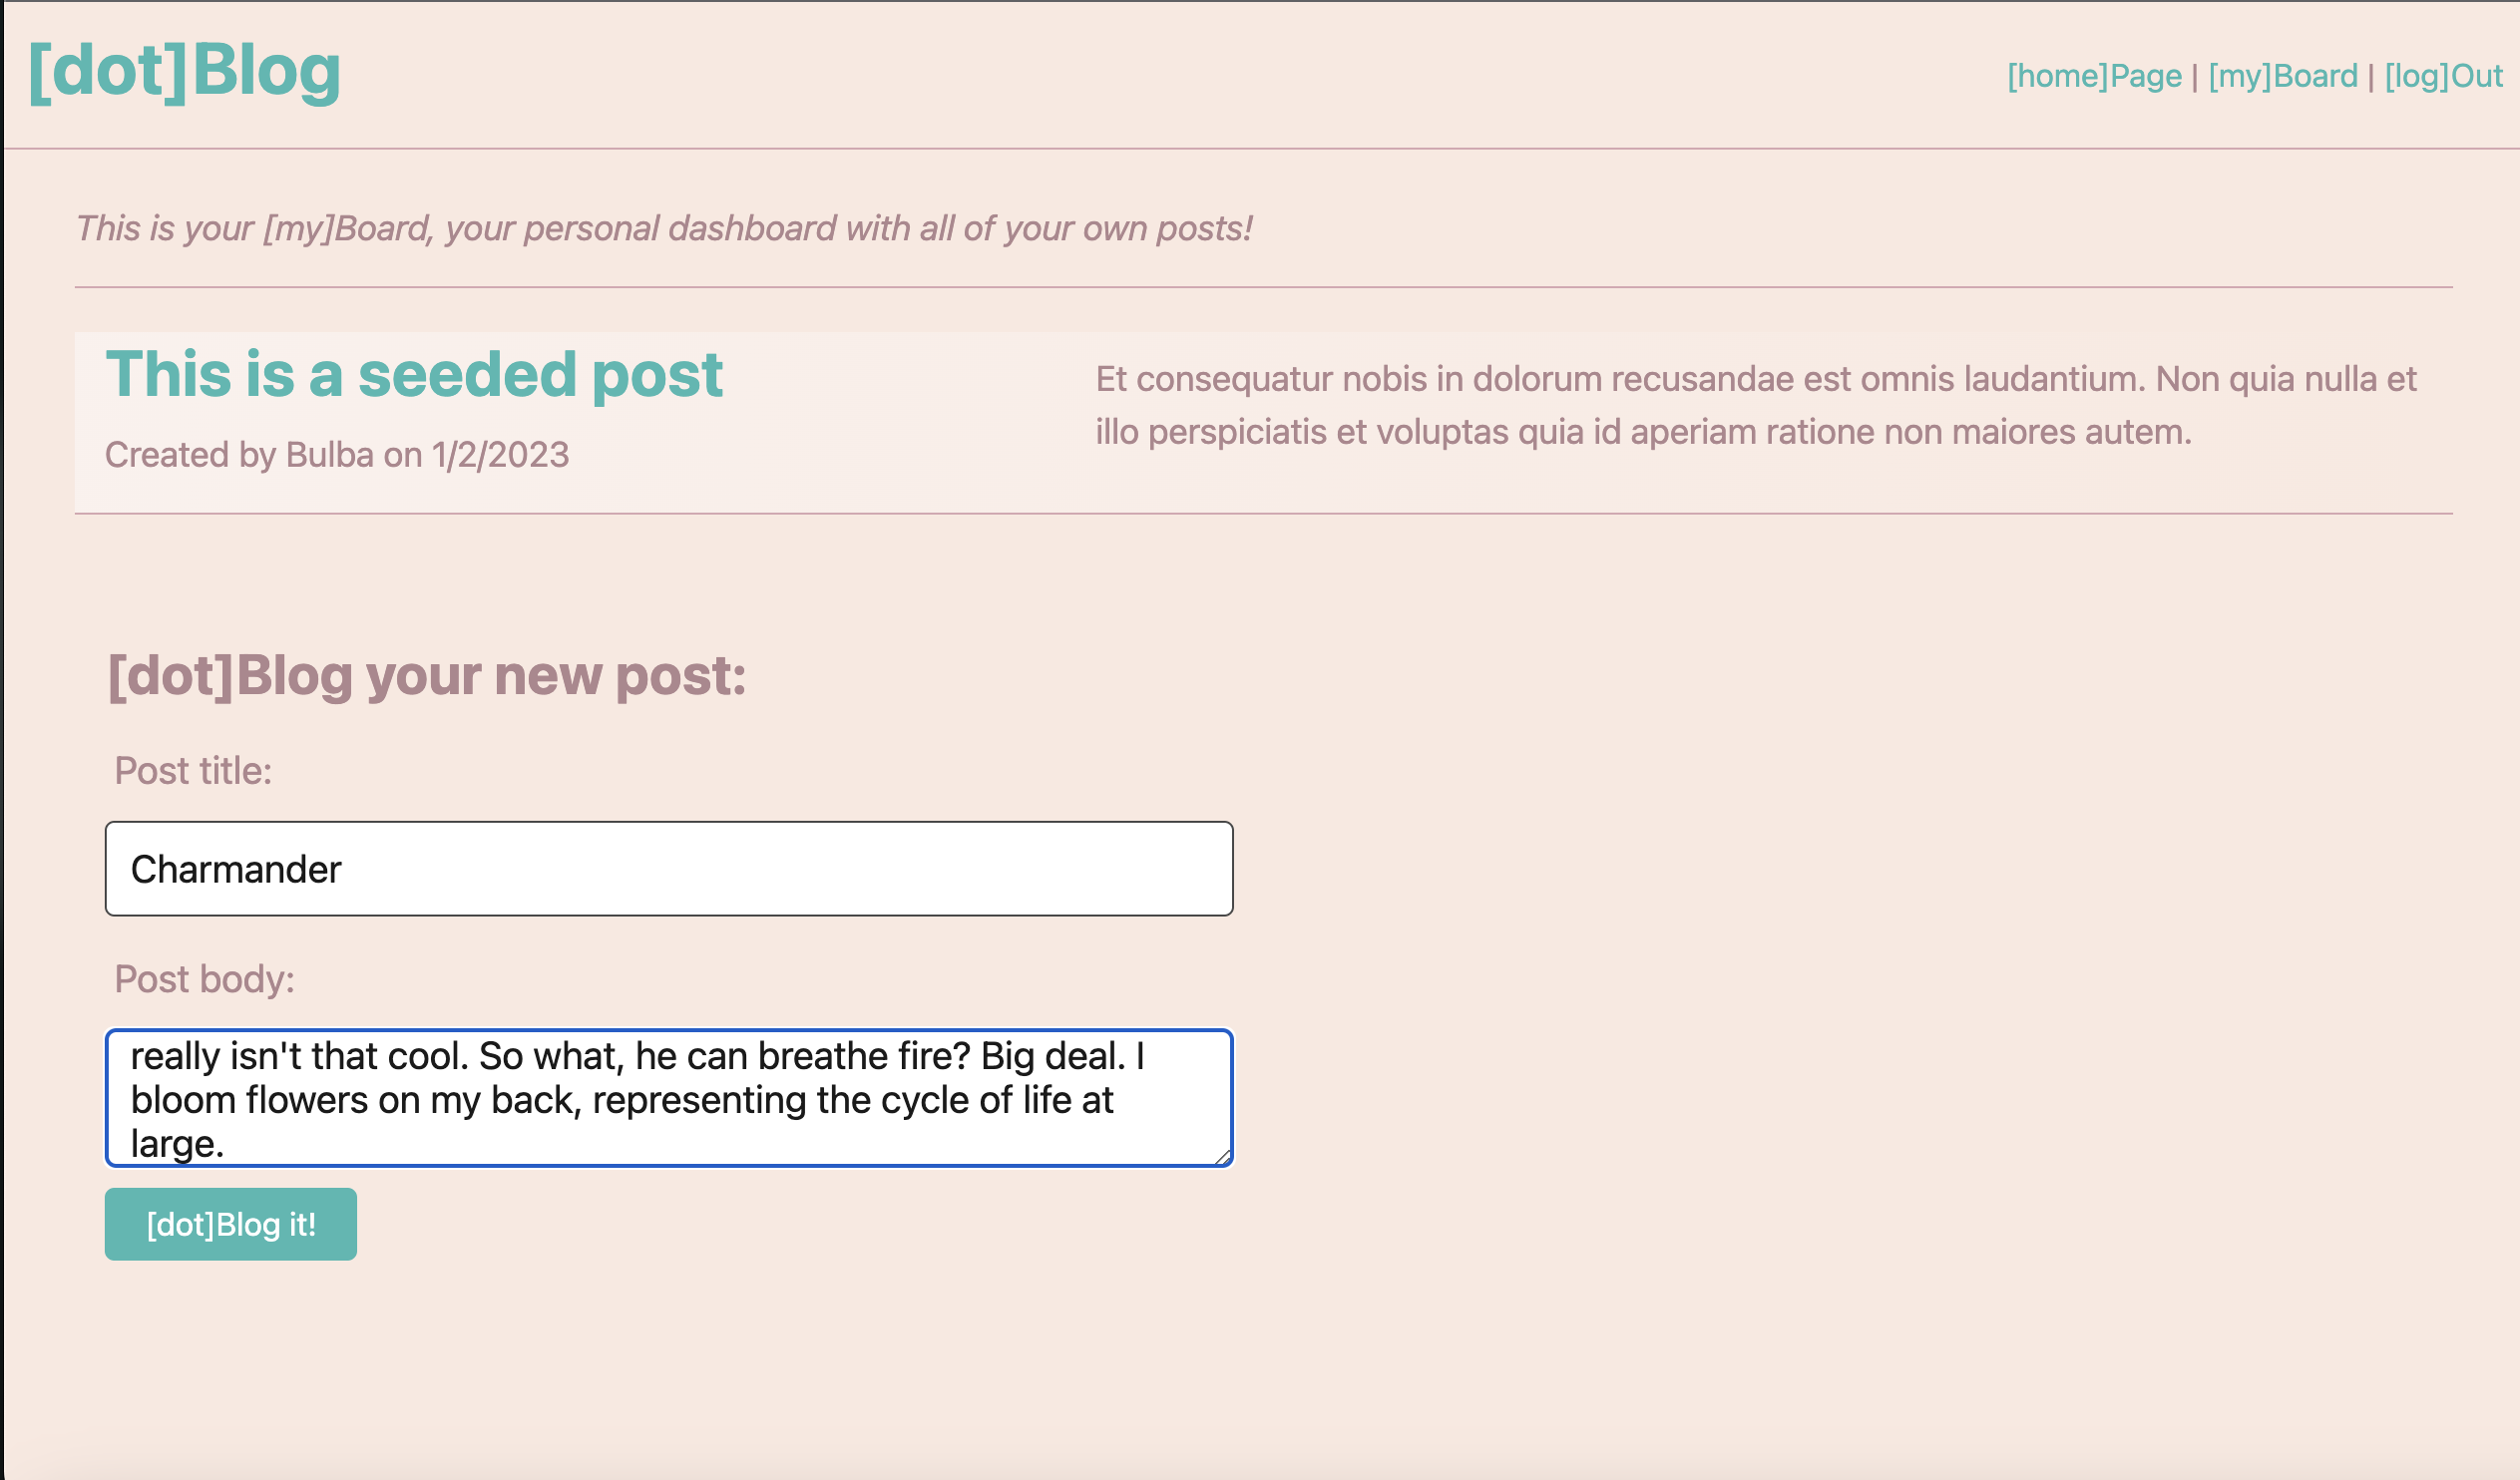 [dot]Blog
[home]Page | [my]Board | [log]Out
This is your [my]Board, your personal dashboard with all of your own posts!
This is a seeded post
Created by Bulba on 1/2/2023
Et consequatur nobis in dolorum recusandae est omnis laudantium. Non quia nulla et
illo perspiciatis et voluptas quia id aperiam ratione non maiores autem.
[dot]Blog your new post:
Post title:
Charmander
Post body:
really isn't that cool. So what, he can breathe fire? Big deal. I
bloom flowers on my back, representing the cycle of life at
large.
[dot]Blog it!